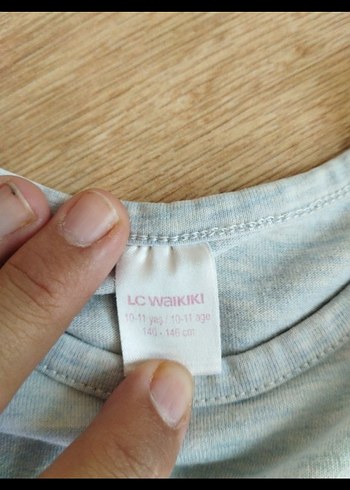 LC WAIKIKI
10-11 yaş / 10-11 age
140 - 146 cm